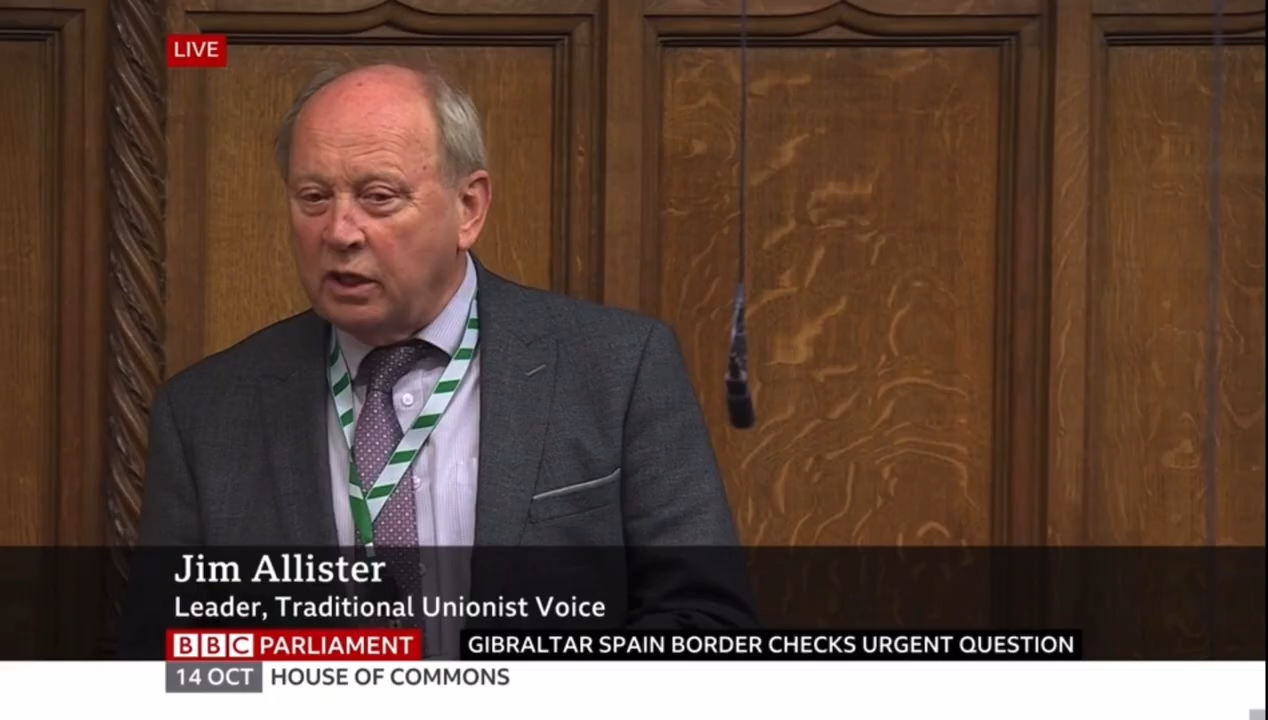 LIVE
Jim Allister
Leader, Traditional Unionist Voice
BBC PARLIAMENT GIBRALTAR SPAIN BORDER CHECKS URGENT QUESTION
14 OCT HOUSE OF COMMONS